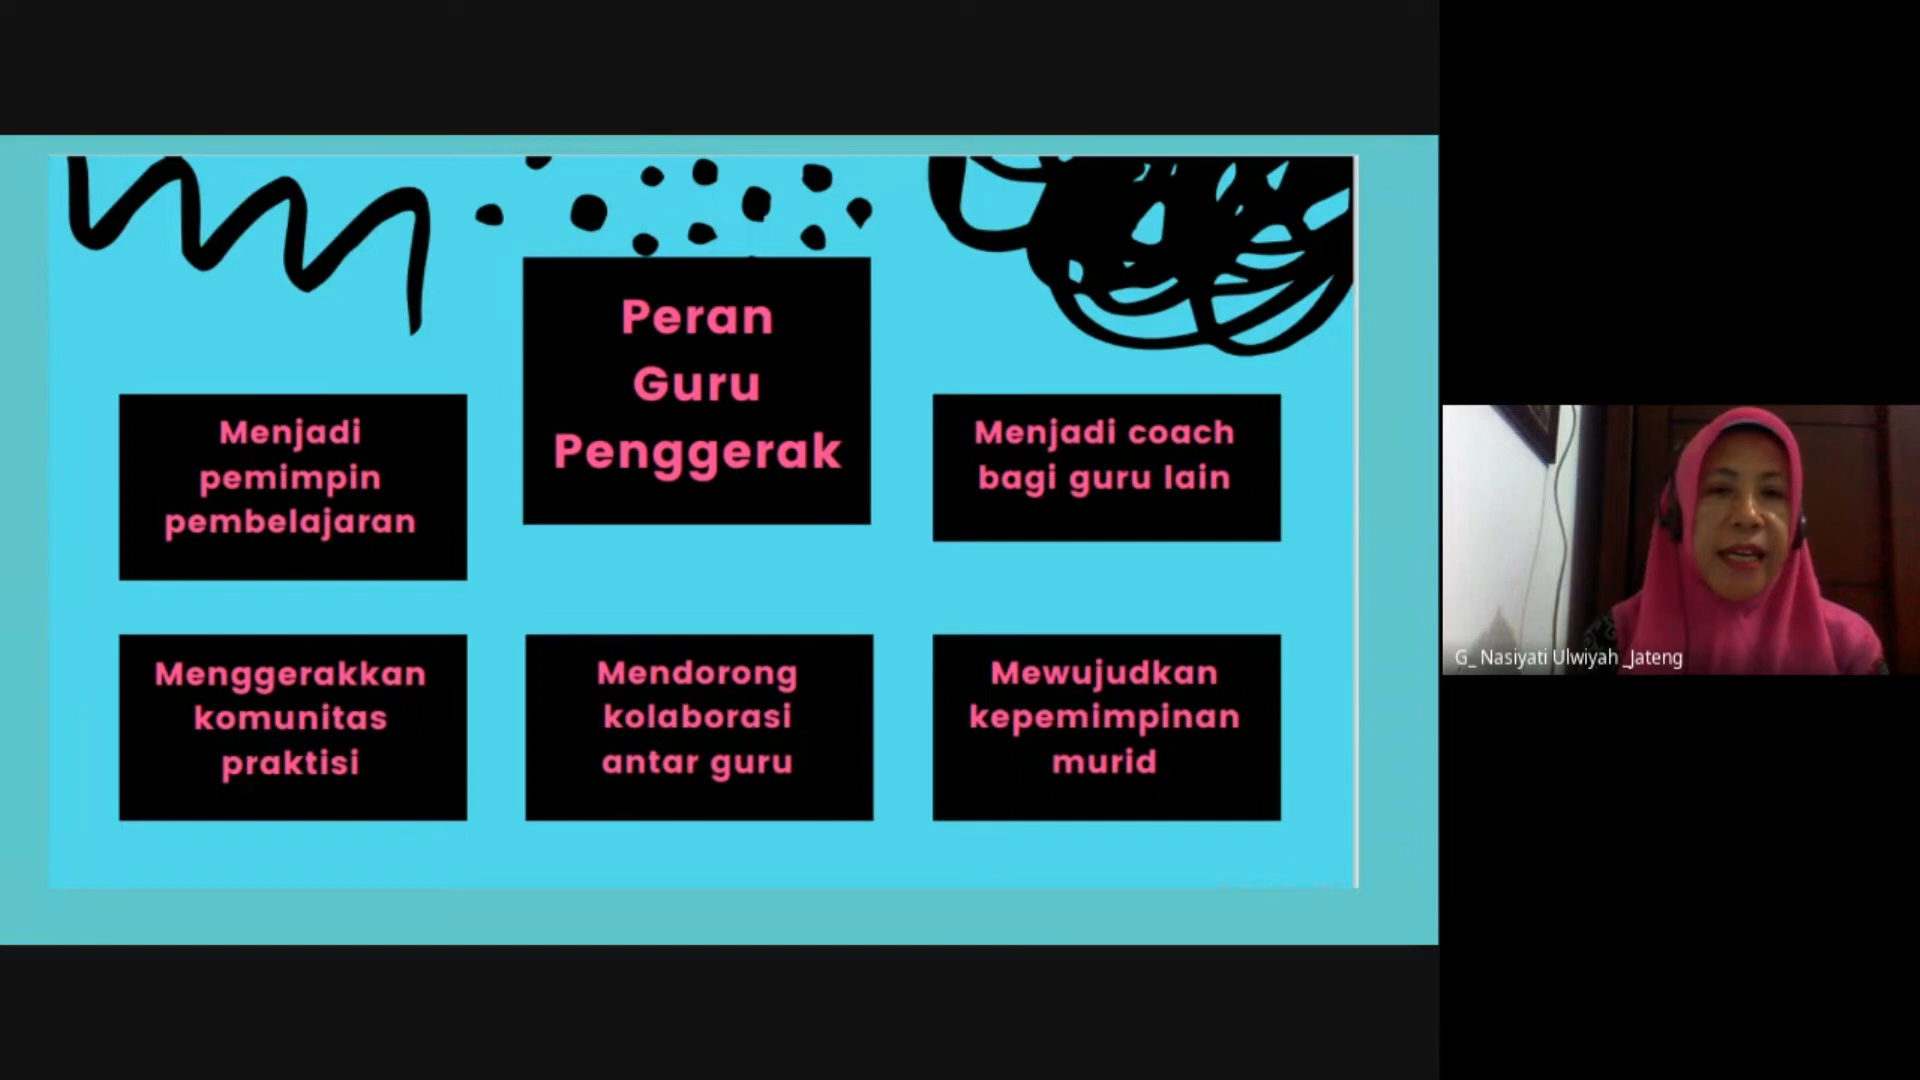 Peran
Guru
Penggerak
Menjadi
pemimpin
pembelajaran
Menjadi coach
bagi guru lain
Menggerakkan
komunitas
praktisi
Mendorong
kolaborasi
antar guru
Mewujudkan
kepemimpinan
murid
G_ Nasiyati Ulwiyah _Jateng